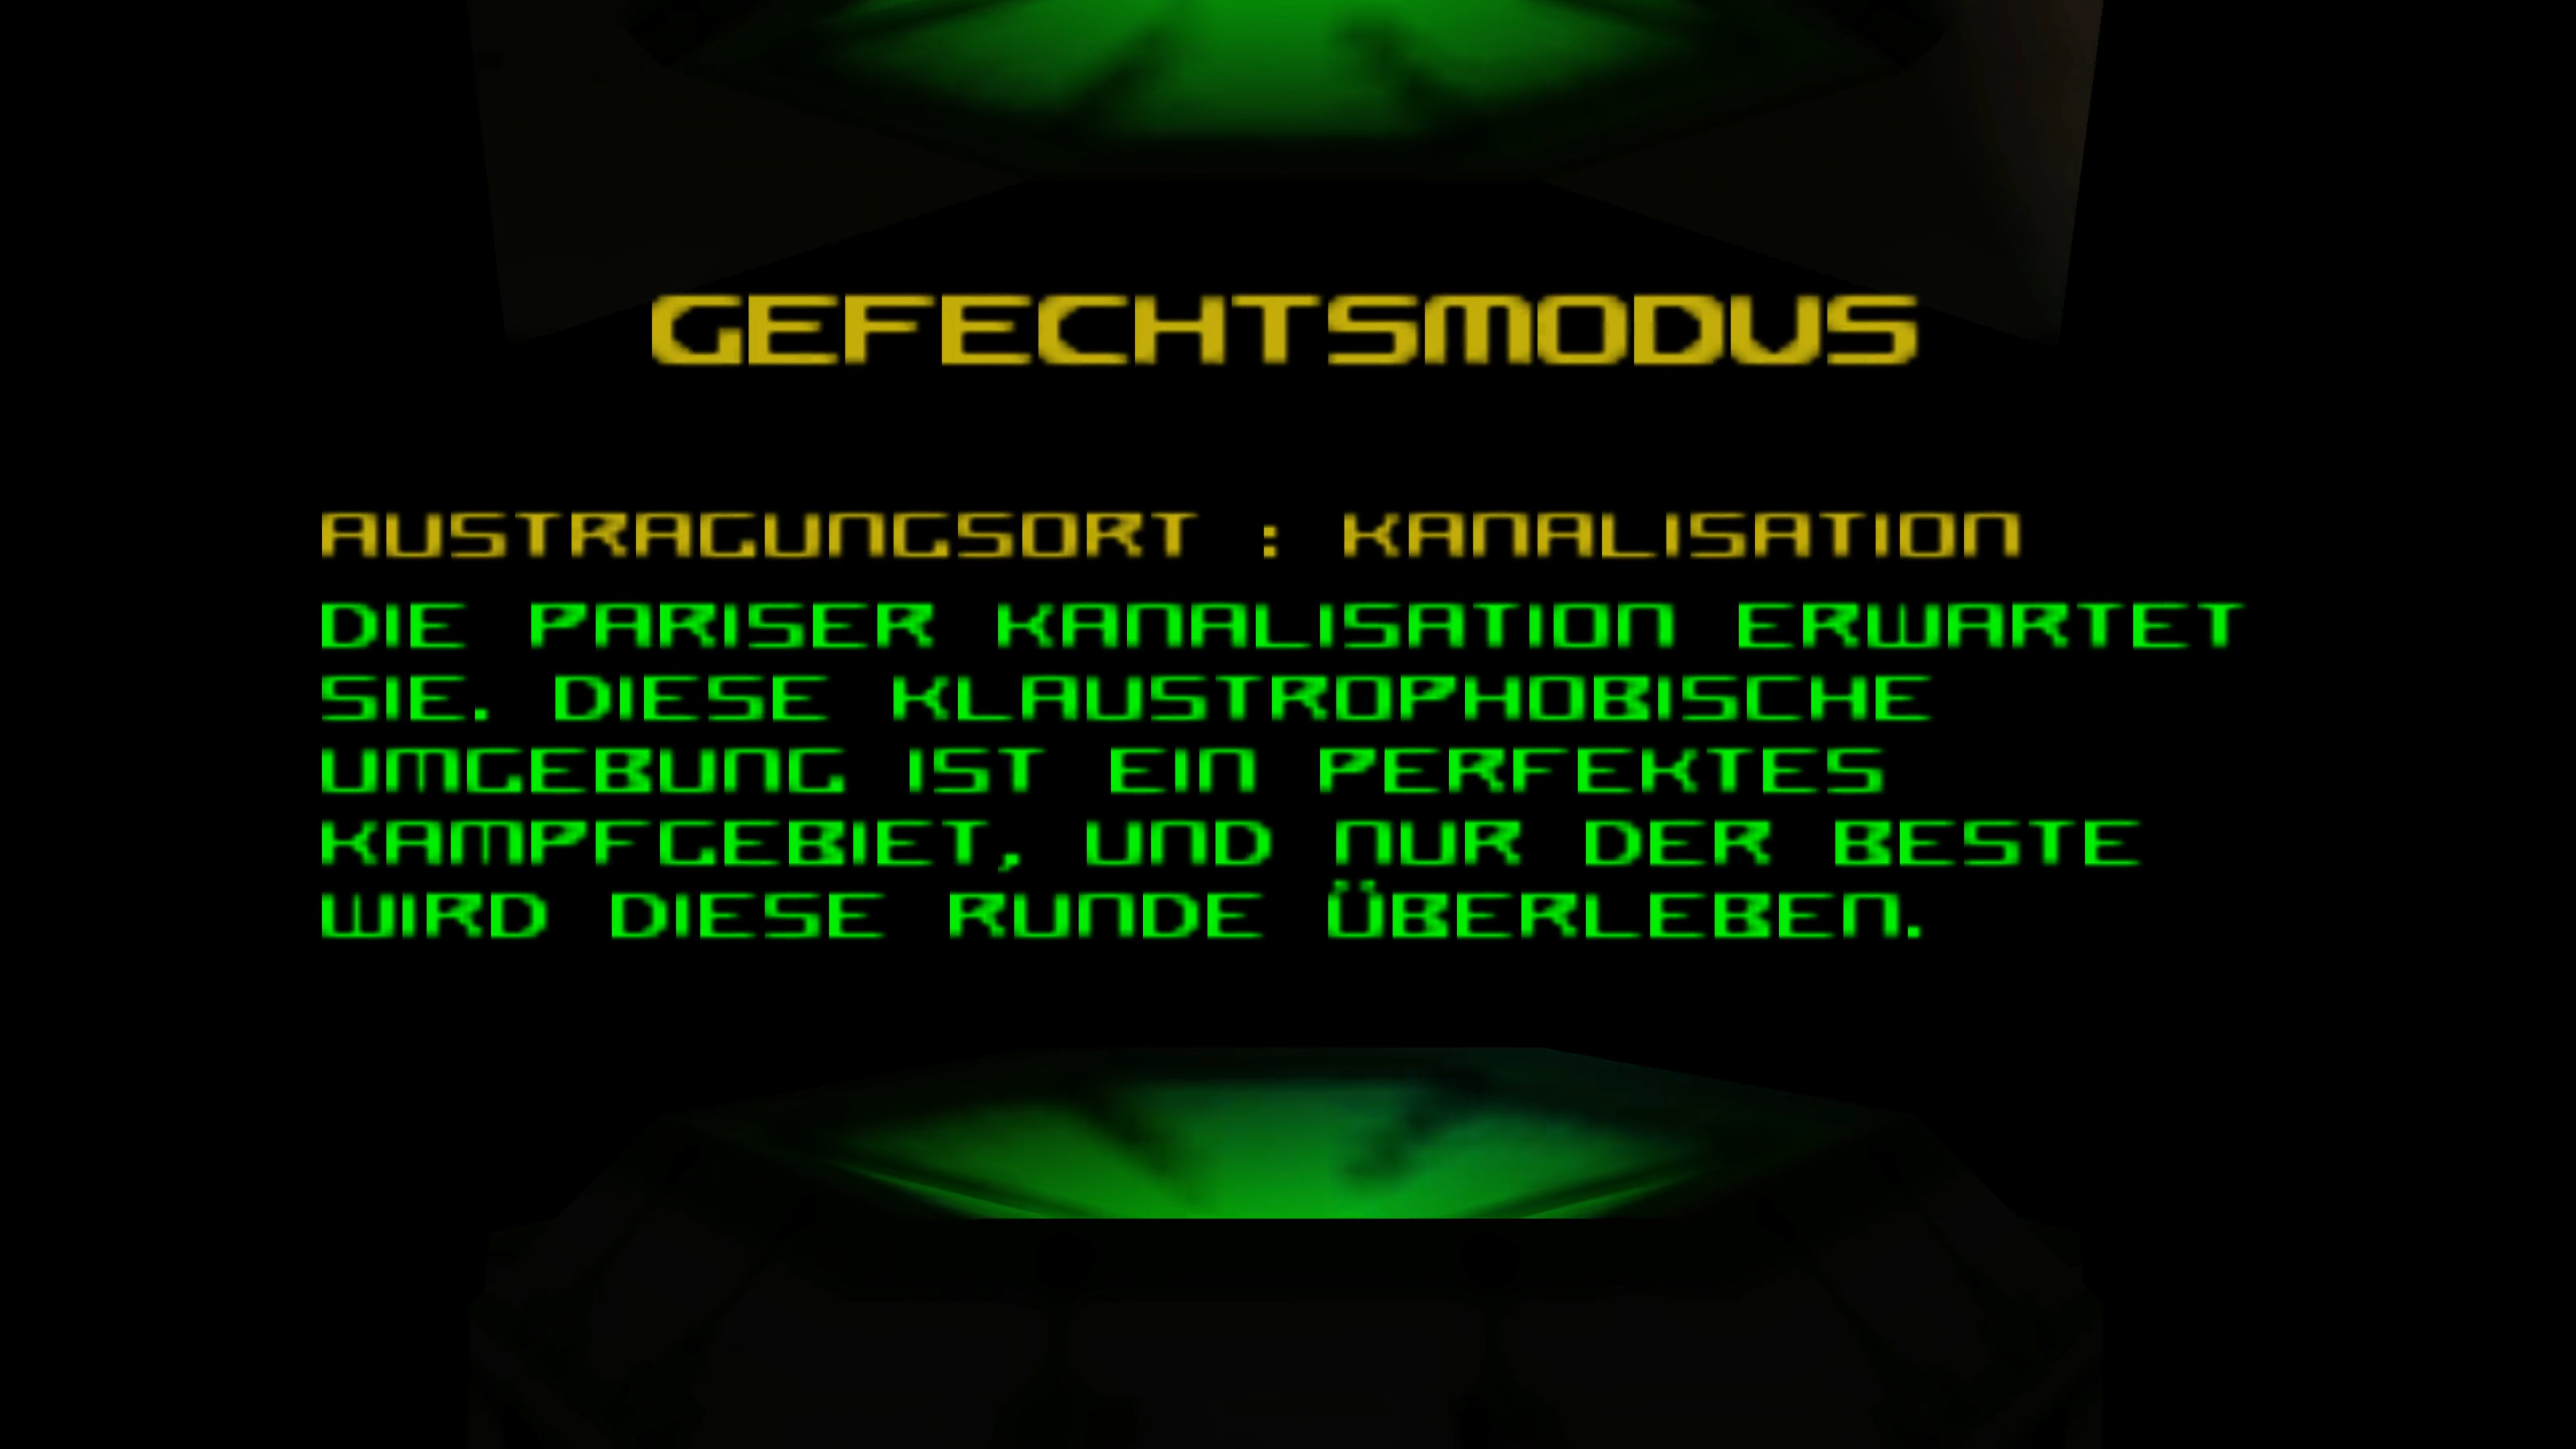 GEFECHTSMODUS
AUSTRAGUNGSORT : KANALISATION
DIE PARISER KANALISATION ERWARTET
SIE. DIESE KLAUSTROPHOBISCHE
UMGEBUNG IST EIN PERFEKTES
KAMPFGEBIET, UND NUR DER BESTE
WIRD DIESE RUNDE ÜBERLEBEN.